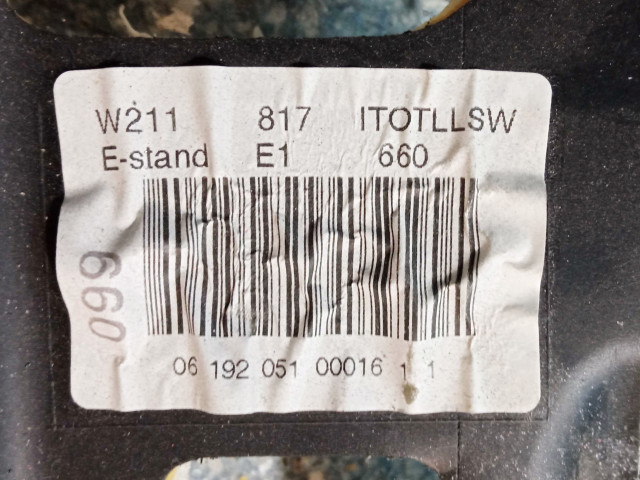 W211 817 ITOTLLSW
E-stand E1 660
660
06 192 051 00016 1 1